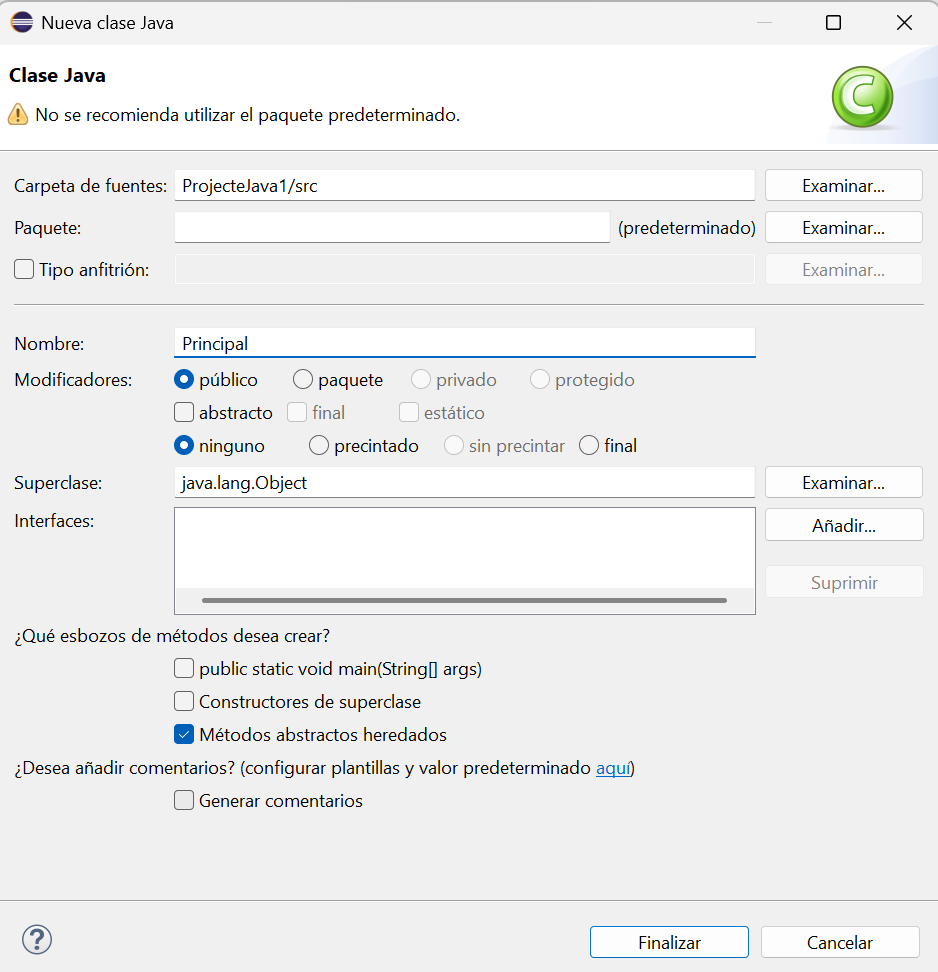 Nueva clase Java
Clase Java
No se recomienda utilizar el paquete predeterminado.
Carpeta de fuentes: ProjecteJava1/src Examinar...
Paquete: (predeterminado) Examinar...
Tipo anfitrión: Examinar...
Nombre: Principal
Modificadores: público paquete privado protegido
abstracto final estático
ninguno precintado sin precintar final
Superclase: java.lang.Object Examinar...
Interfaces: Añadir...
Suprimir
¿Qué esbozos de métodos desea crear?
public static void main(String[] args)
Constructores de superclase
Métodos abstractos heredados
¿Desea añadir comentarios? (configurar plantillas y valor predeterminado aquí)
Generar comentarios
? Finalizar Cancelar